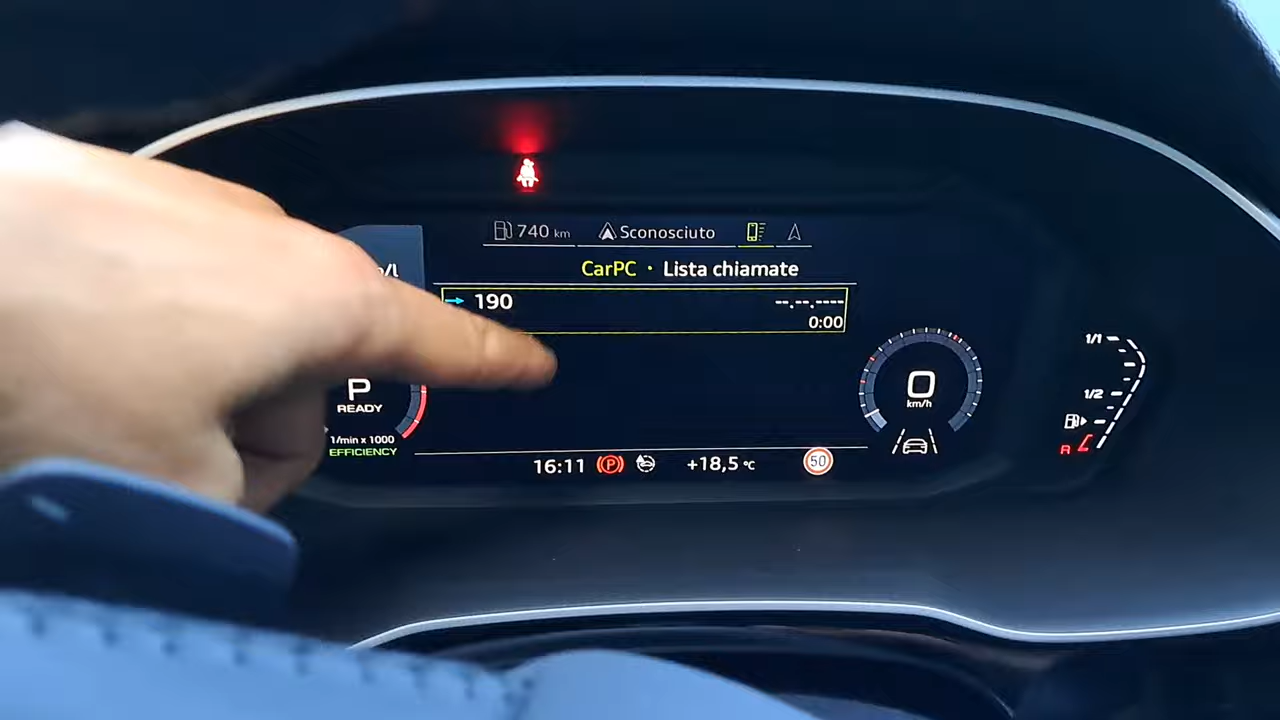 740 km Sconosciuto
/l
CarPC · Lista chiamate
190 --.--.----
0:00
P
READY
1/min x 1000
EFFICIENCY
0
km/h
1/1
1/2
R
16:11 P +18,5 °C 50